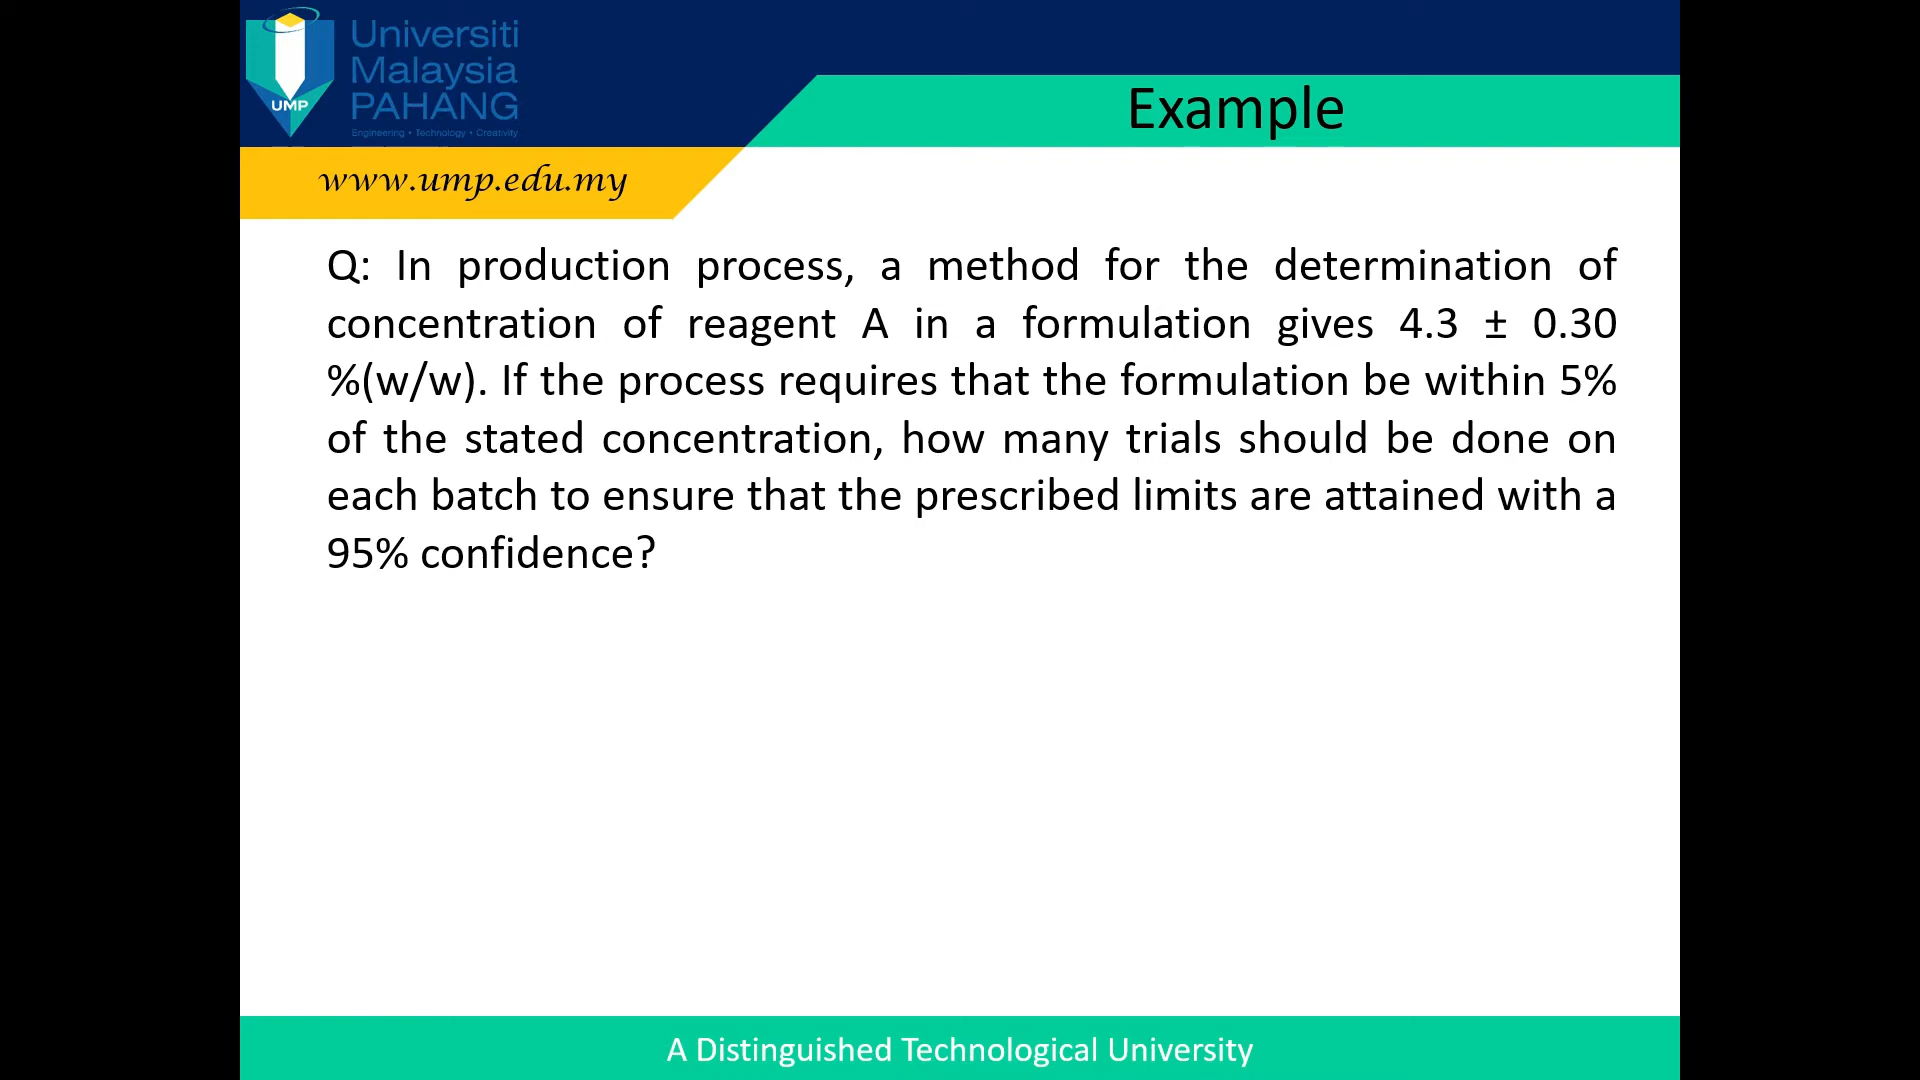 Universiti
Malaysia
PAHANG
Engineering • Technology • Creativity
UMP
Example
www.ump.edu.my
Q: In production process, a method for the determination of
concentration of reagent A in a formulation gives 4.3 ± 0.30
%(w/w). If the process requires that the formulation be within 5%
of the stated concentration, how many trials should be done on
each batch to ensure that the prescribed limits are attained with a
95% confidence?
A Distinguished Technological University